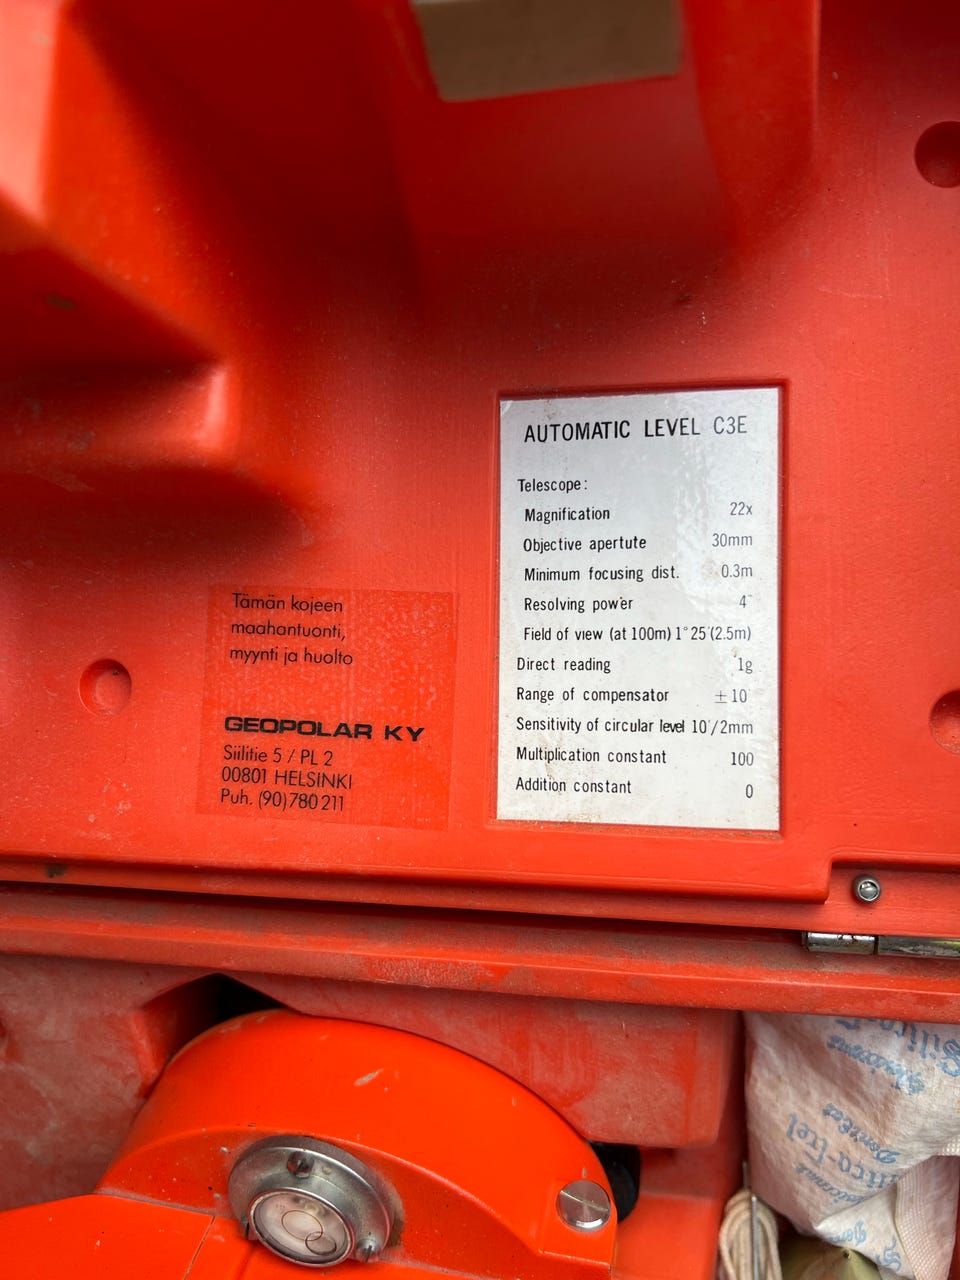 AUTOMATIC LEVEL C3E
Telescope:
Magnification 22x
Objective apertute 30mm
Minimum focusing dist. 0.3m
Resolving power 4"
Field of view (at 100m) 1°25′(2.5m)
Direct reading 1g
Range of compensator ±10′
Sensitivity of circular level 10′/2mm
Multiplication constant 100
Addition constant 0
Tämän kojeen
maahantuonti,
myynti ja huolto
GEOPOLAR KY
Siilitie 5 / PL 2
00801 HELSINKI
Puh. (90)780 211